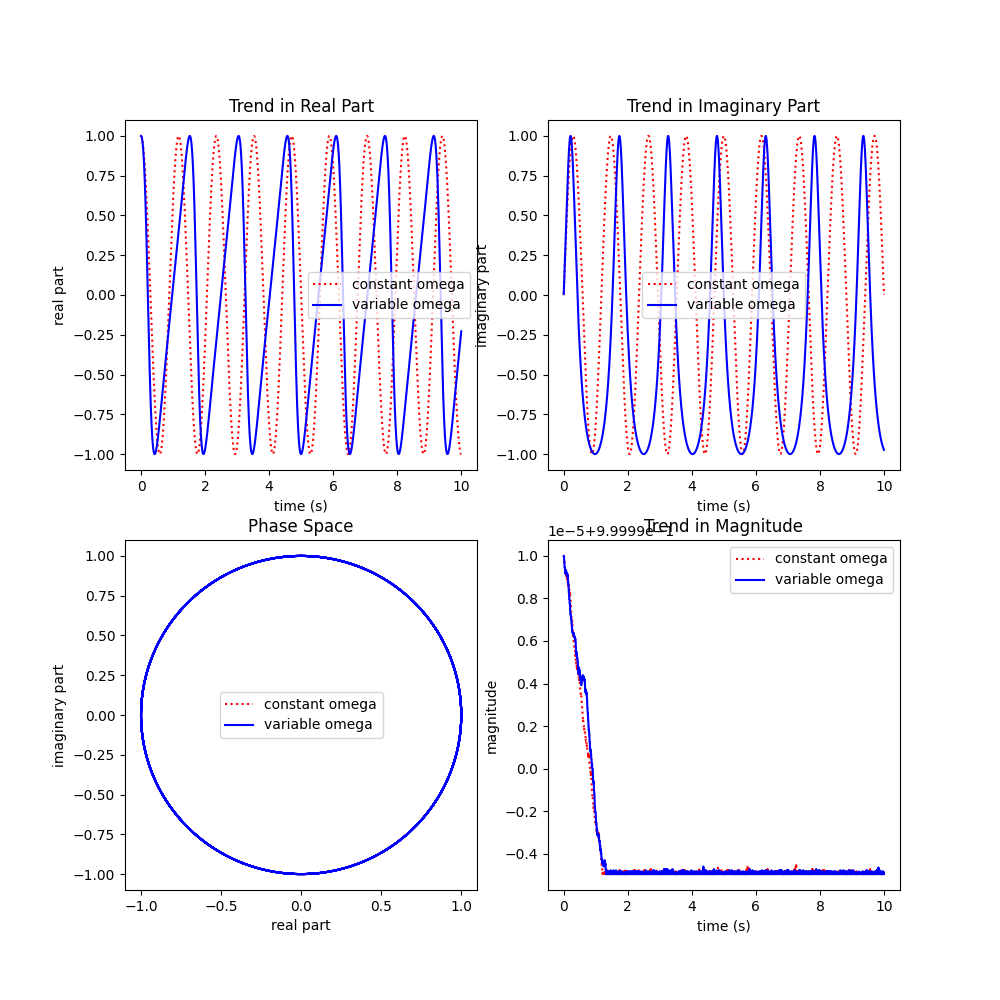 Trend in Real Part
real part
1.00
0.75
0.50
0.25
0.00
−0.25
−0.50
−0.75
−1.00
constant omega
variable omega
0 2 4 6 8 10
time (s)
Trend in Imaginary Part
imaginary part
1.00
0.75
0.50
0.25
0.00
−0.25
−0.50
−0.75
−1.00
constant omega
variable omega
0 2 4 6 8 10
time (s)
Phase Space
imaginary part
1.00
0.75
0.50
0.25
0.00
−0.25
−0.50
−0.75
−1.00
constant omega
variable omega
−1.0 −0.5 0.0 0.5 1.0
real part
1e−5+9.9999e−1
Trend in Magnitude
magnitude
1.0
0.8
0.6
0.4
0.2
0.0
−0.2
−0.4
constant omega
variable omega
0 2 4 6 8 10
time (s)